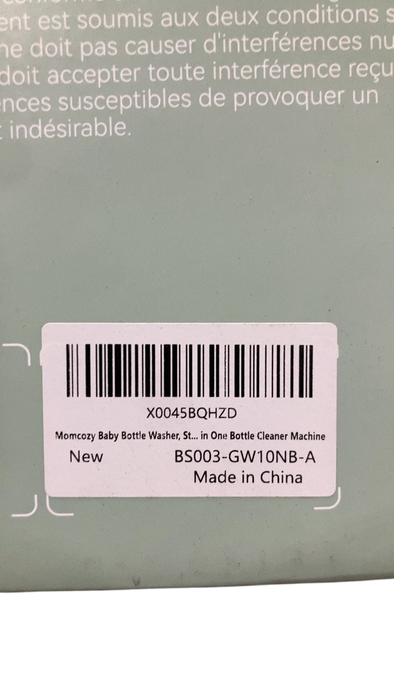 ent est soumis aux deux conditions s
ne doit pas causer d'interférences nu
doit accepter toute interférence reçu
nces susceptibles de provoquer un
indésirable.
X0045BQHZD
Momcozy Baby Bottle Washer, St... in One Bottle Cleaner Machine
New BS003-GW10NB-A
Made in China